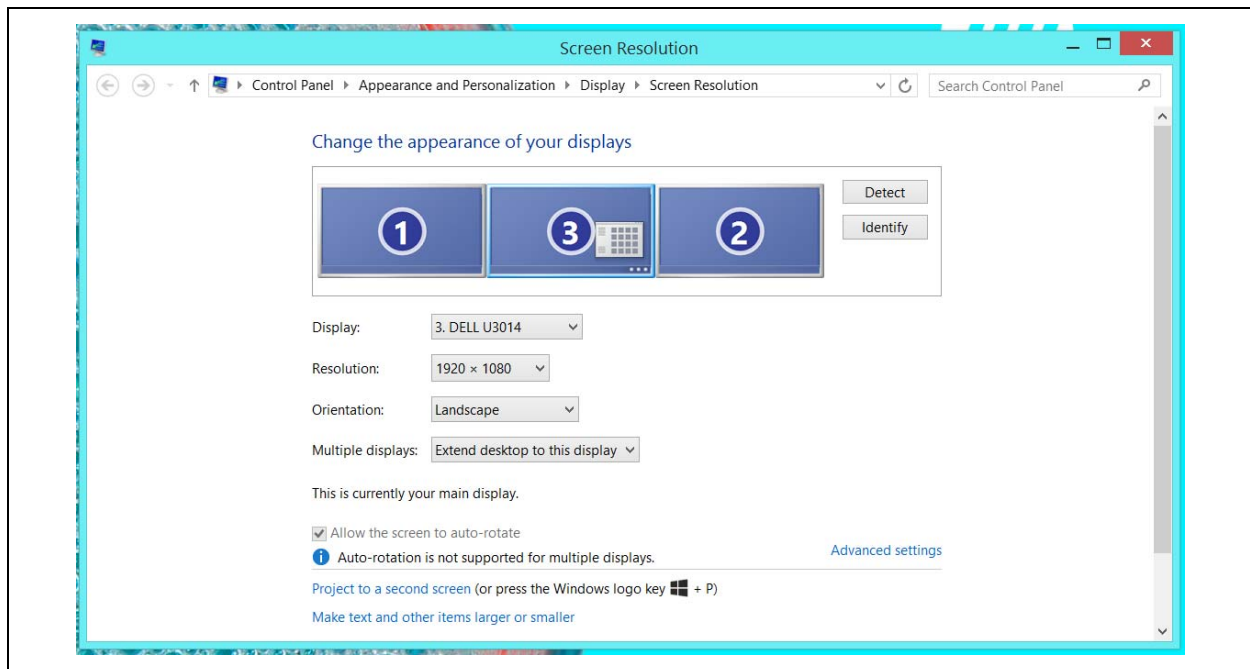 Screen Resolution
Control Panel Appearance and Personalization Display Screen Resolution
Search Control Panel
Change the appearance of your displays
1 3 2
Detect
Identify
Display: 3. DELL U3014
Resolution: 1920 × 1080
Orientation: Landscape
Multiple displays: Extend desktop to this display
This is currently your main display.
Allow the screen to auto-rotate
Auto-rotation is not supported for multiple displays.
Advanced settings
Project to a second screen (or press the Windows logo key + P)
Make text and other items larger or smaller